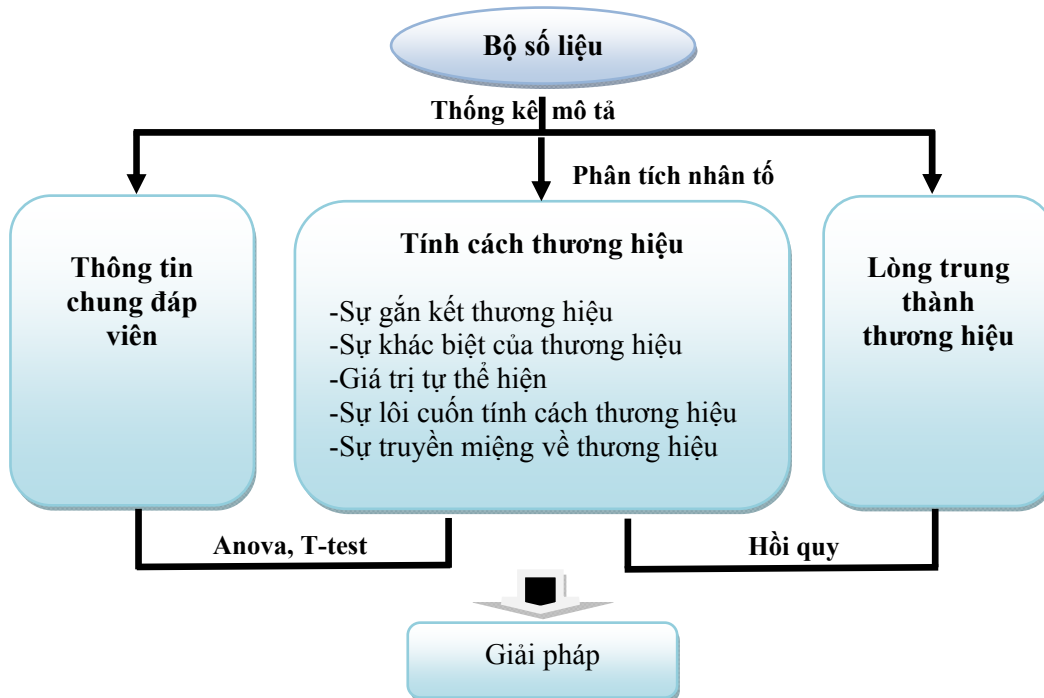 Bộ số liệu
Thống kê mô tả
Phân tích nhân tố
Thông tin
chung đáp
viên
Tính cách thương hiệu
-Sự gắn kết thương hiệu
-Sự khác biệt của thương hiệu
-Giá trị tự thể hiện
-Sự lôi cuốn tính cách thương hiệu
-Sự truyền miệng về thương hiệu
Lòng trung
thành
thương hiệu
Anova, T-test
Hồi quy
Giải pháp